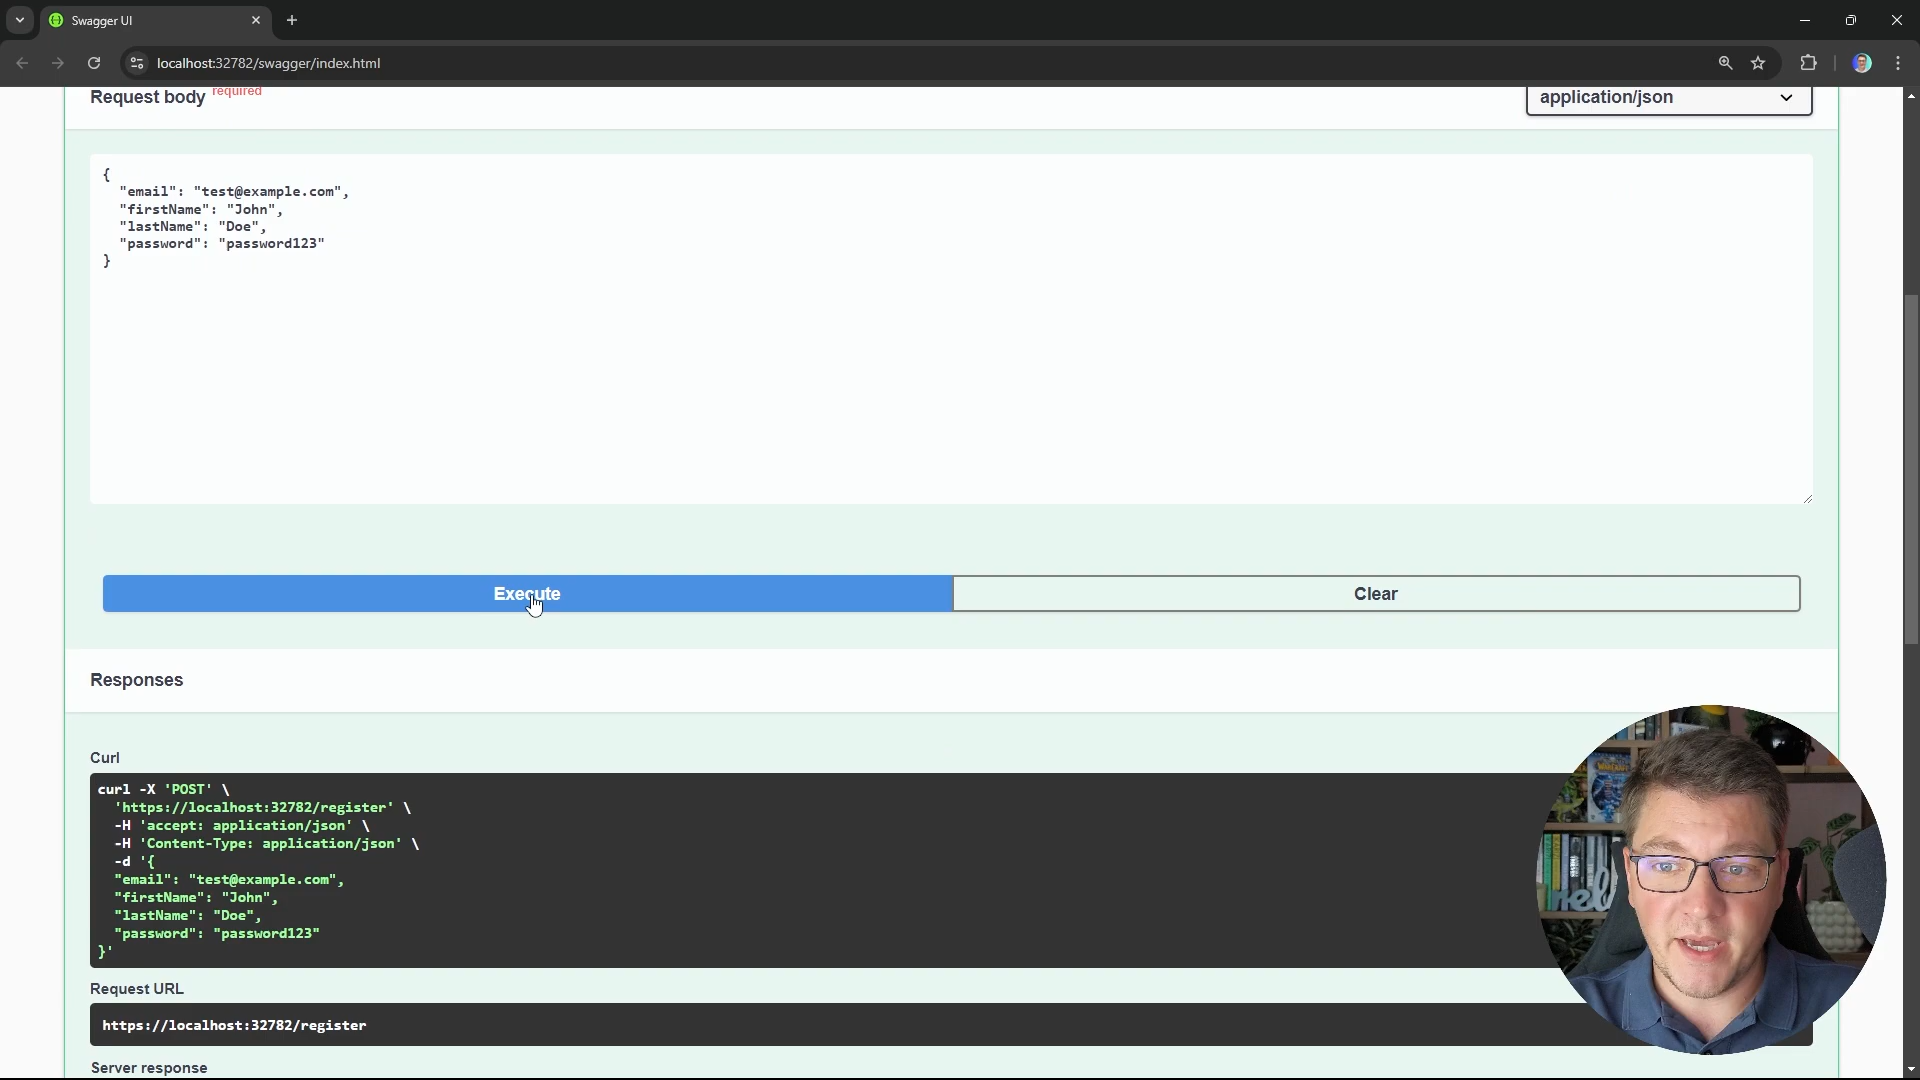 Swagger UI
localhost:32782/swagger/index.html
Request body required
application/json
{
"email": "test@example.com",
"firstName": "John",
"lastName": "Doe",
"password": "password123"
}
Execute
Clear
Responses
Curl
curl -X 'POST' \
'https://localhost:32782/register' \
-H 'accept: application/json' \
-H 'Content-Type: application/json' \
-d '{
"email": "test@example.com",
"firstName": "John",
"lastName": "Doe",
"password": "password123"
}'
Request URL
https://localhost:32782/register
Server response